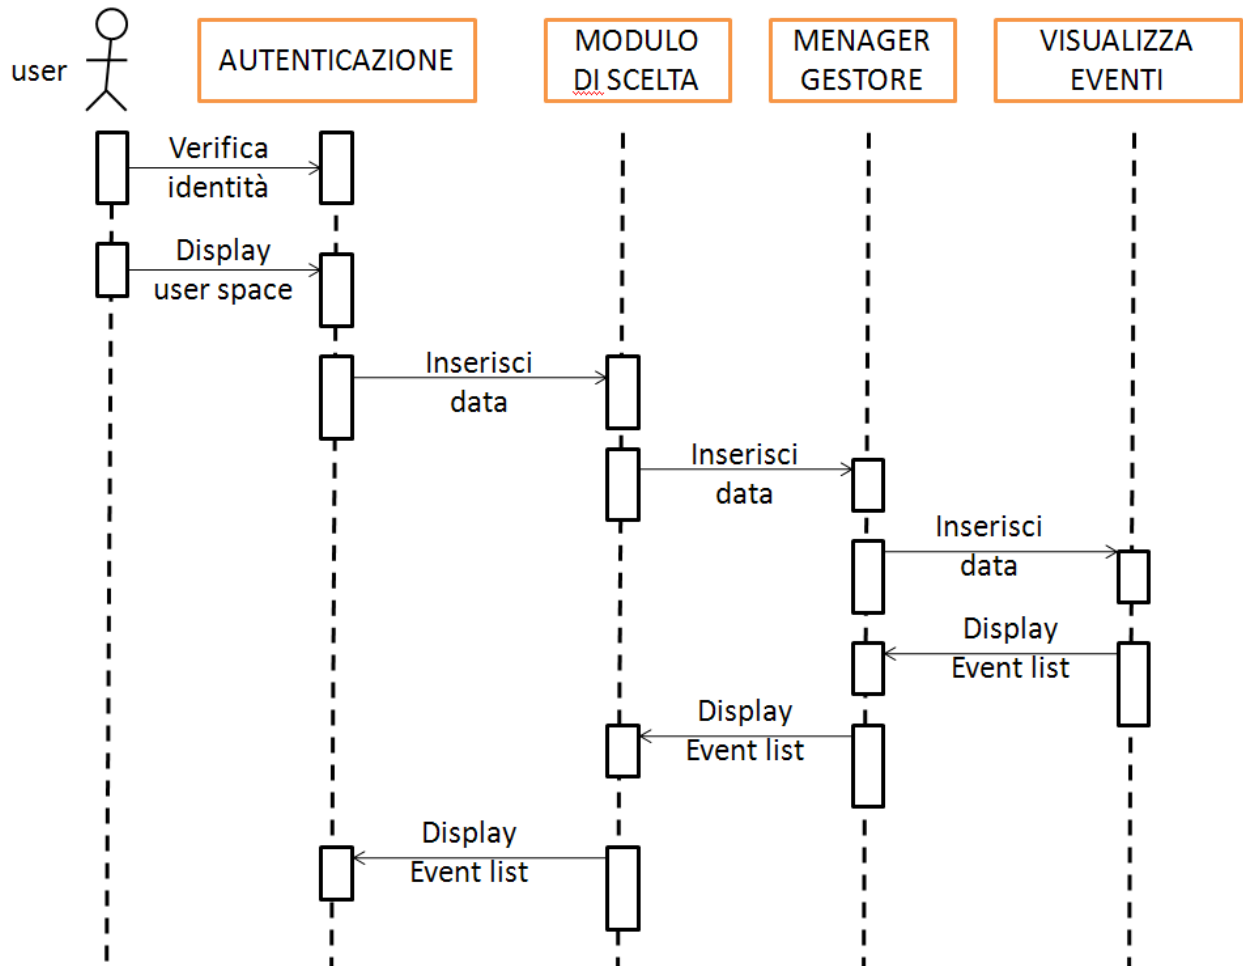 user
AUTENTICAZIONE
MODULO
DI SCELTA
MENAGER
GESTORE
VISUALIZZA
EVENTI
Verifica
identità
Display
user space
Inserisci
data
Inserisci
data
Inserisci
data
Display
Event list
Display
Event list
Display
Event list